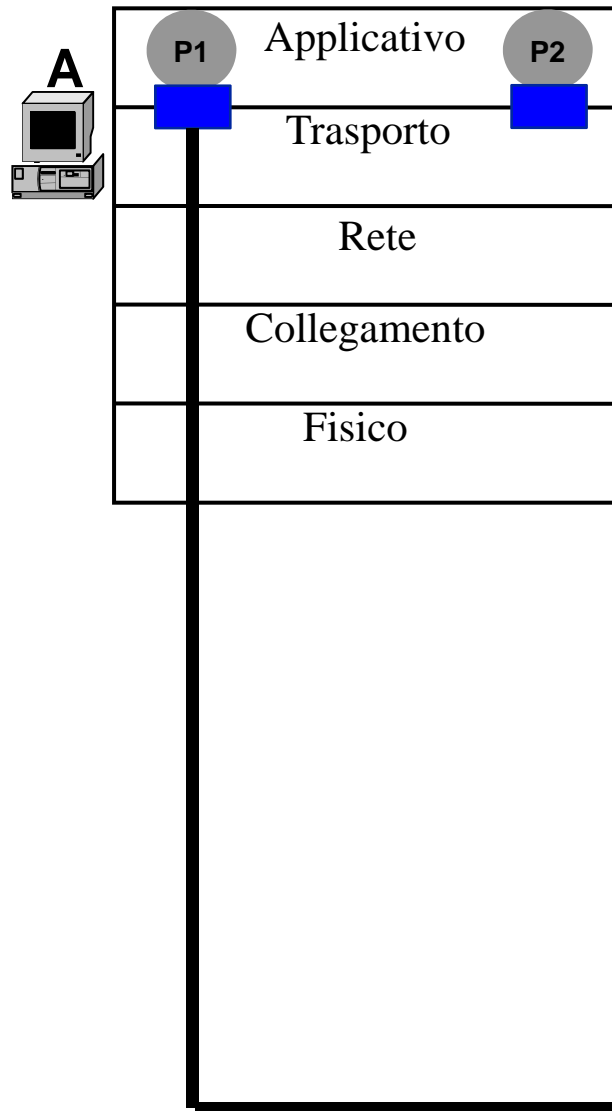 P1 Applicativo P2
A
Trasporto
Rete
Collegamento
Fisico